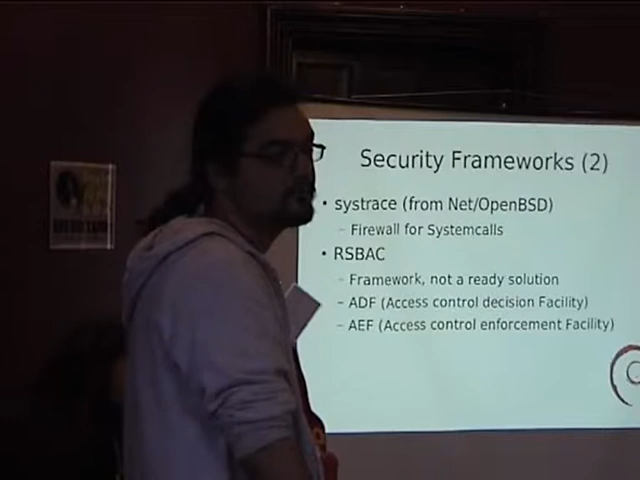 Security Frameworks (2)
• systrace (from Net/OpenBSD)
– Firewall for Systemcalls
• RSBAC
– Framework, not a ready solution
– ADF (Access control decision Facility)
– AEF (Access control enforcement Facility)